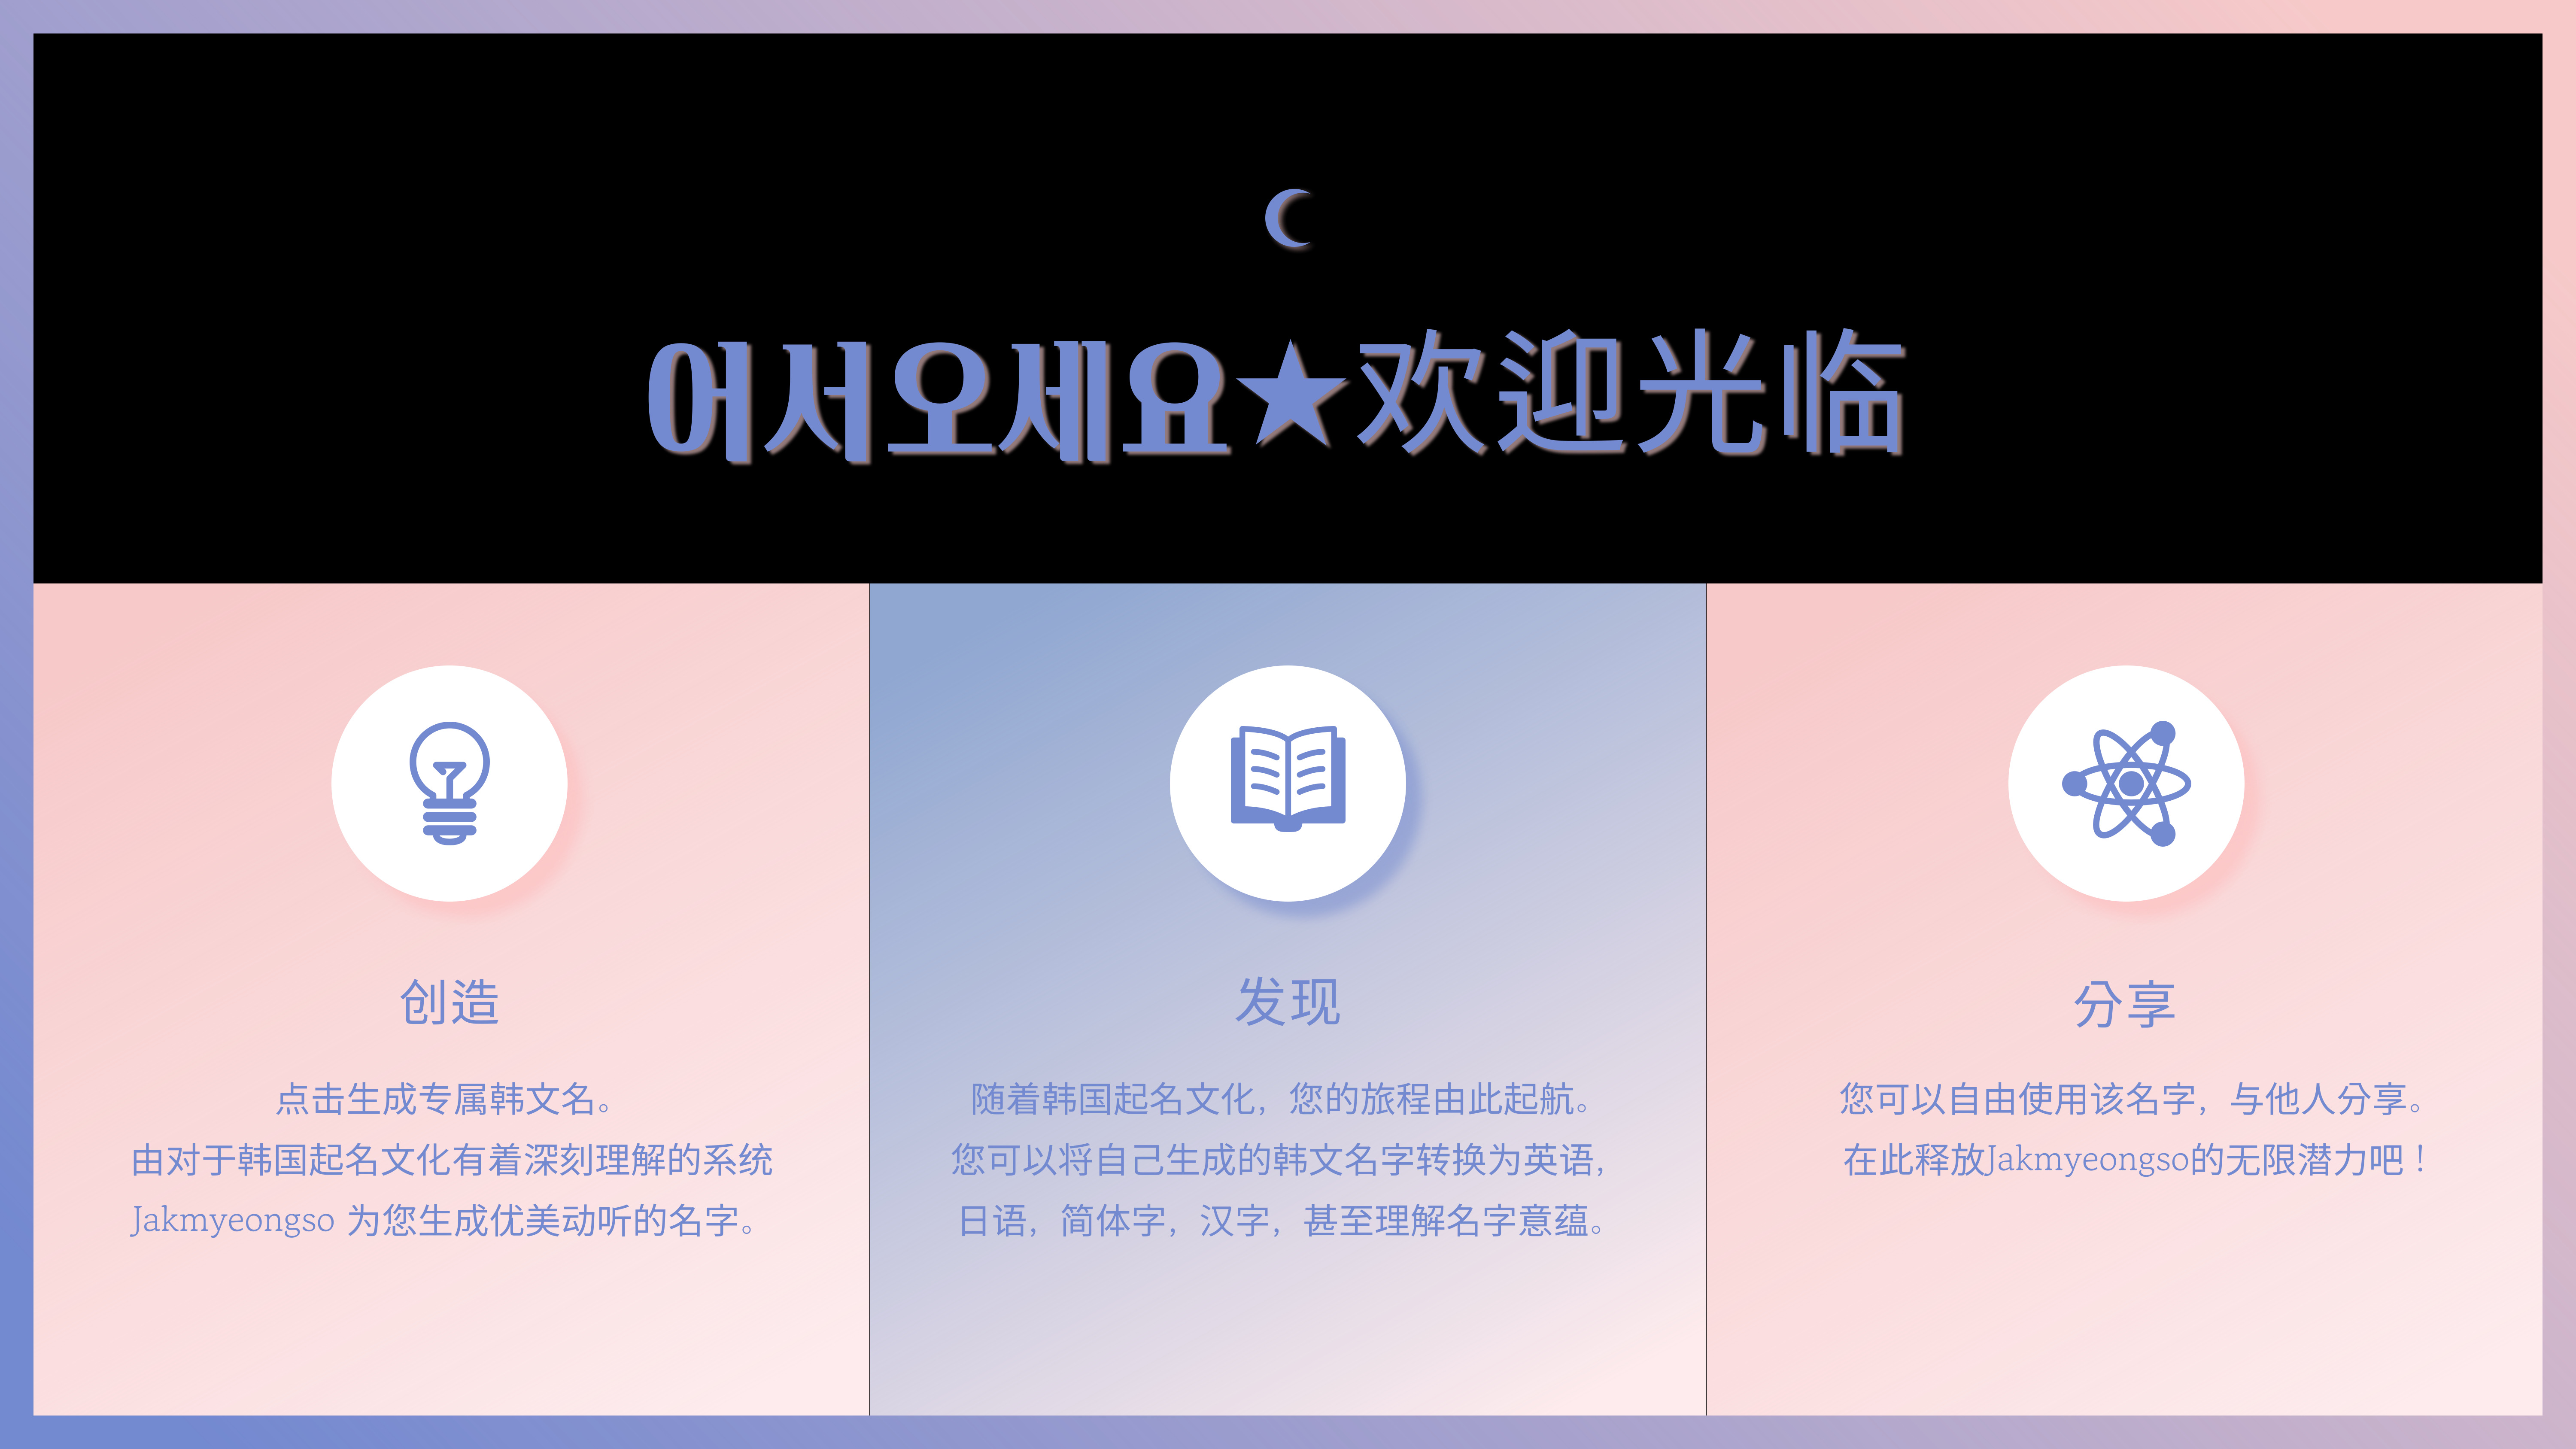 어서오세요★欢迎光临
创造
点击生成专属韩文名。
由对于韩国起名文化有着深刻理解的系统
Jakmyeongso 为您生成优美动听的名字。
发现
随着韩国起名文化，您的旅程由此起航。
您可以将自己生成的韩文名字转换为英语，
日语，简体字，汉字，甚至理解名字意蕴。
分享
您可以自由使用该名字，与他人分享。
在此释放Jakmyeongso的无限潜力吧！